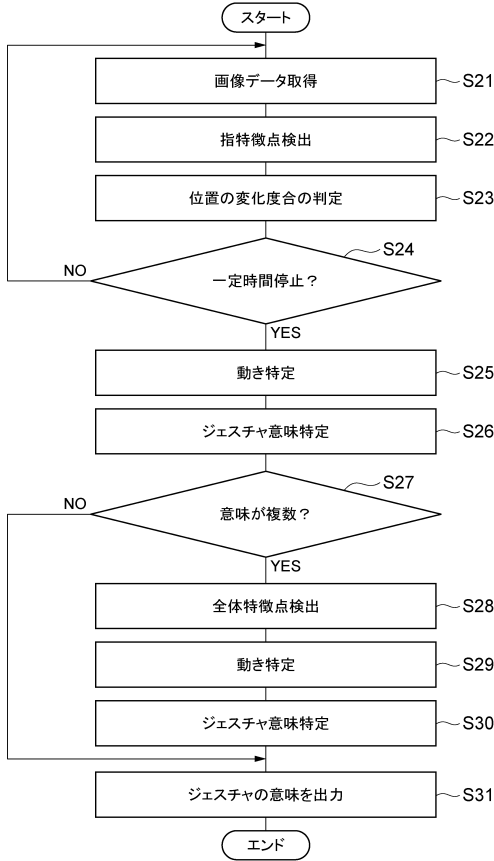 スタート
画像データ取得
S21
指特徴点検出
S22
位置の変化度合の判定
S23
S24
NO
一定時間停止？
YES
動き特定
S25
ジェスチャ意味特定
S26
S27
NO
意味が複数？
YES
全体特徴点検出
S28
動き特定
S29
ジェスチャ意味特定
S30
ジェスチャの意味を出力
S31
エンド